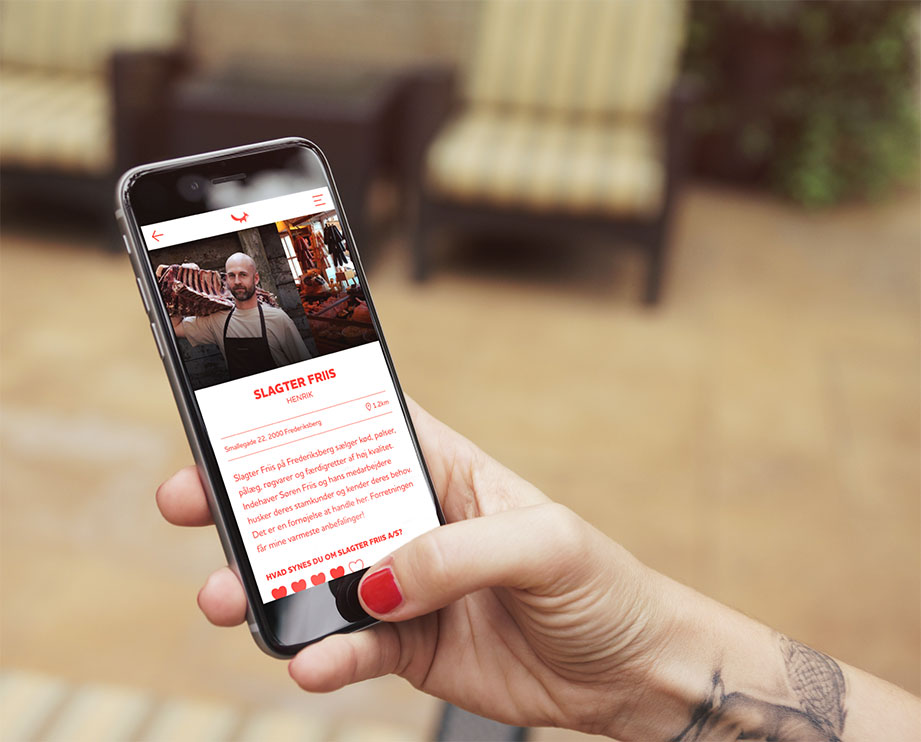 SLAGTER FRIIS
HENRIK
Smallegade 22, 2000 Frederiksberg
1.2km
Slagter Friis på Frederiksberg sælger kød, pølser,
pålæg, røgvarer og færdigretter af høj kvalitet.
Indehaver Søren Friis og hans medarbejdere
husker deres stamkunder og kender deres behov.
Det er en fornøjelse at handle her. Forretningen
får mine varmeste anbefalinger!
HVAD SYNES DU OM SLAGTER FRIIS A/S?